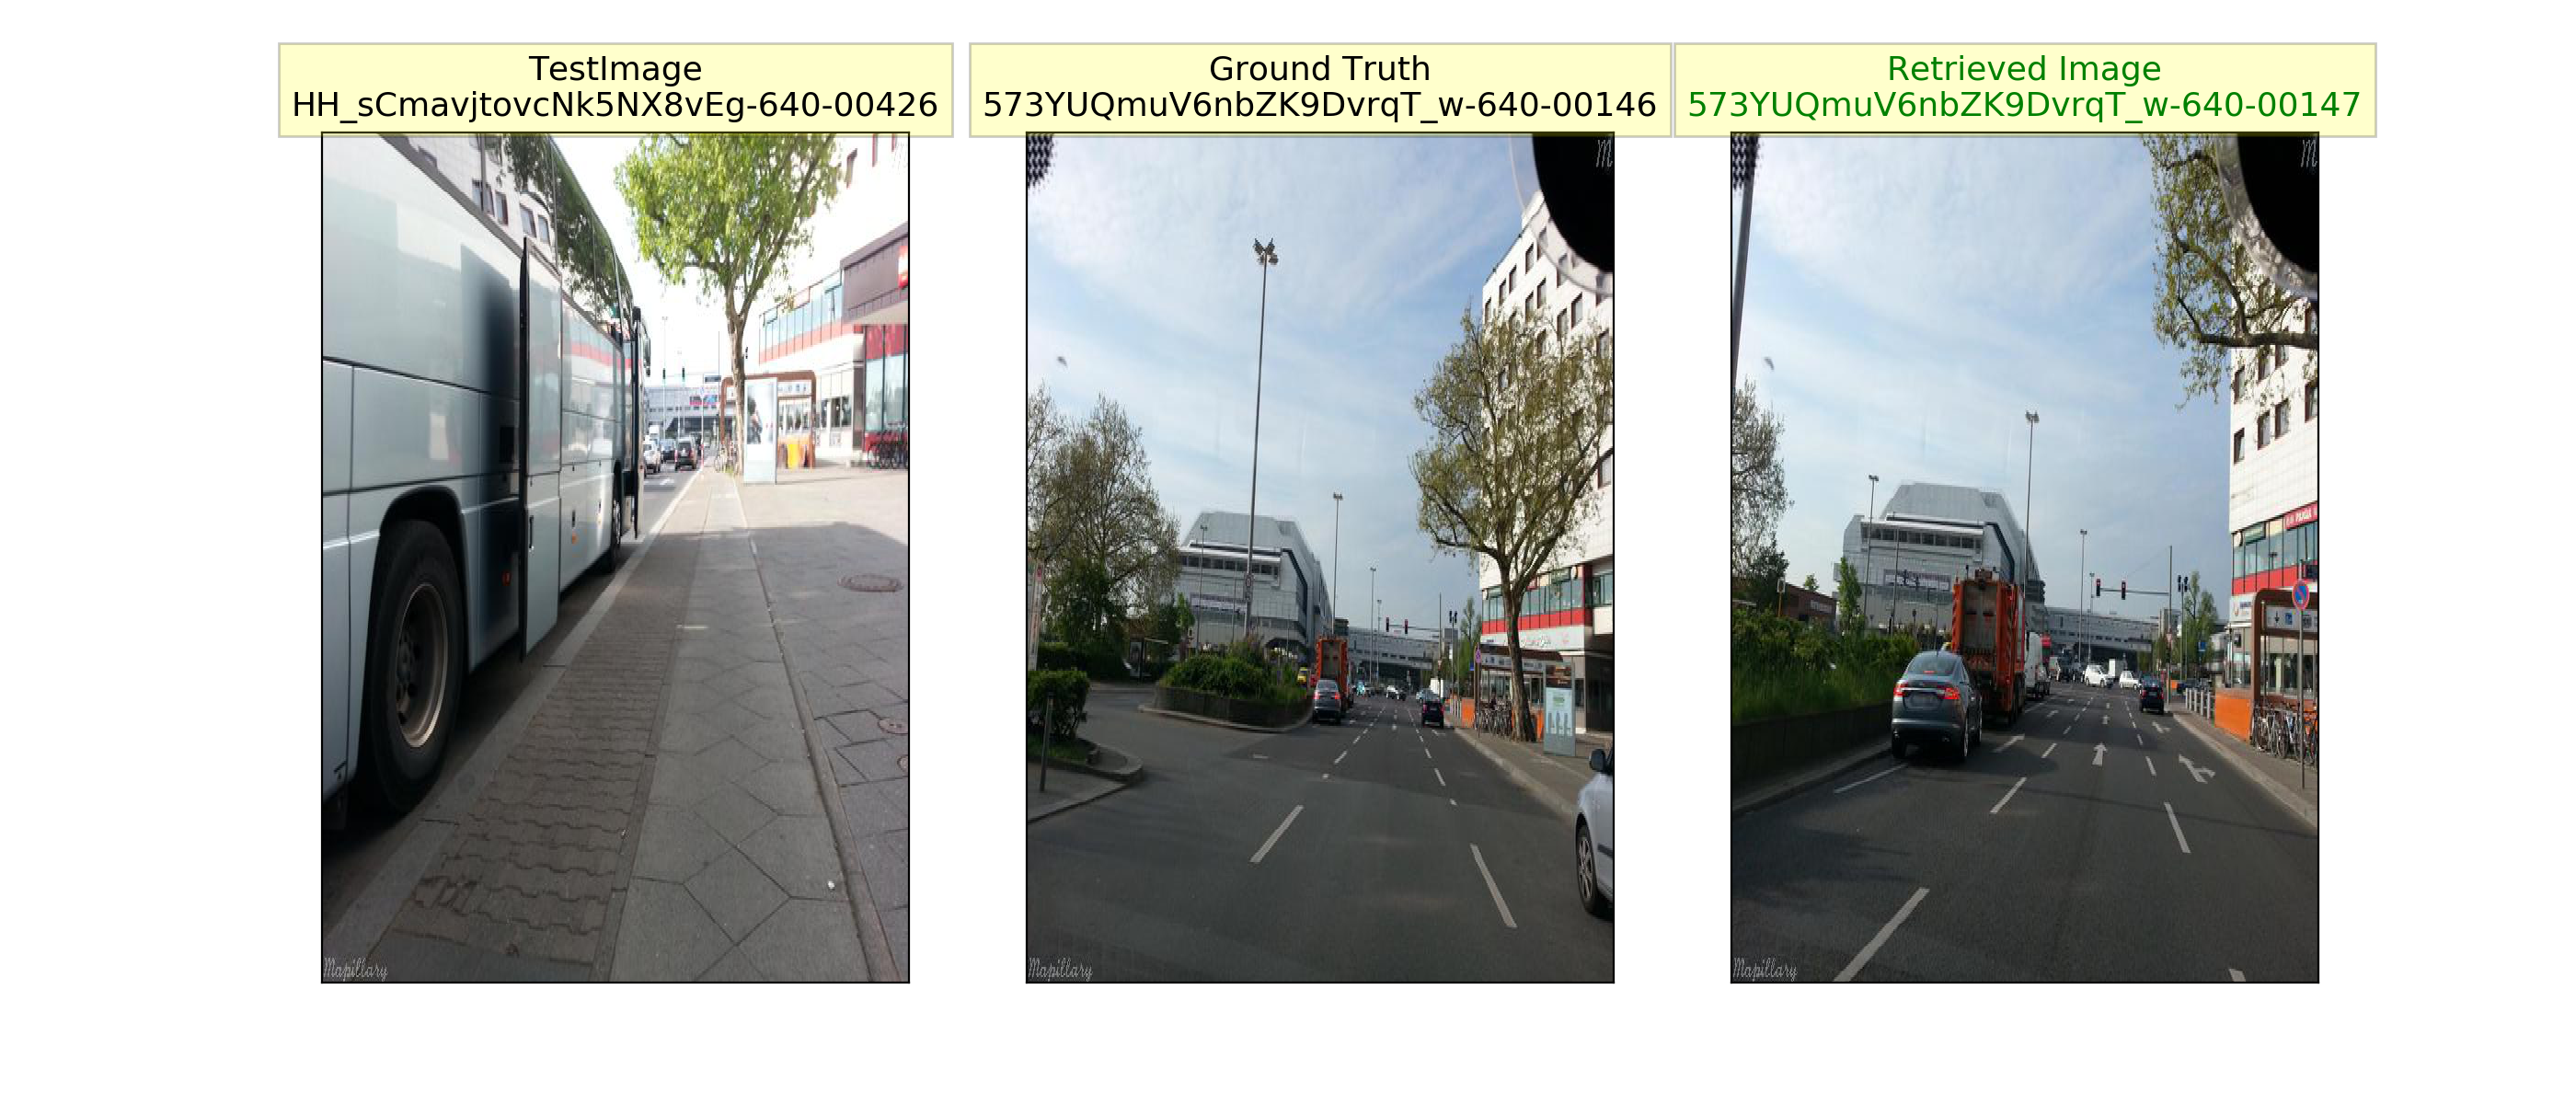 TestImage
HH_sCmavjtovcNk5NX8vEg-640-00426
Ground Truth
573YUQmuV6nbZK9DvrqT_w-640-00146
Retrieved Image
573YUQmuV6nbZK9DvrqT_w-640-00147
M
M
Mapillary
Mapillary
Mapillary